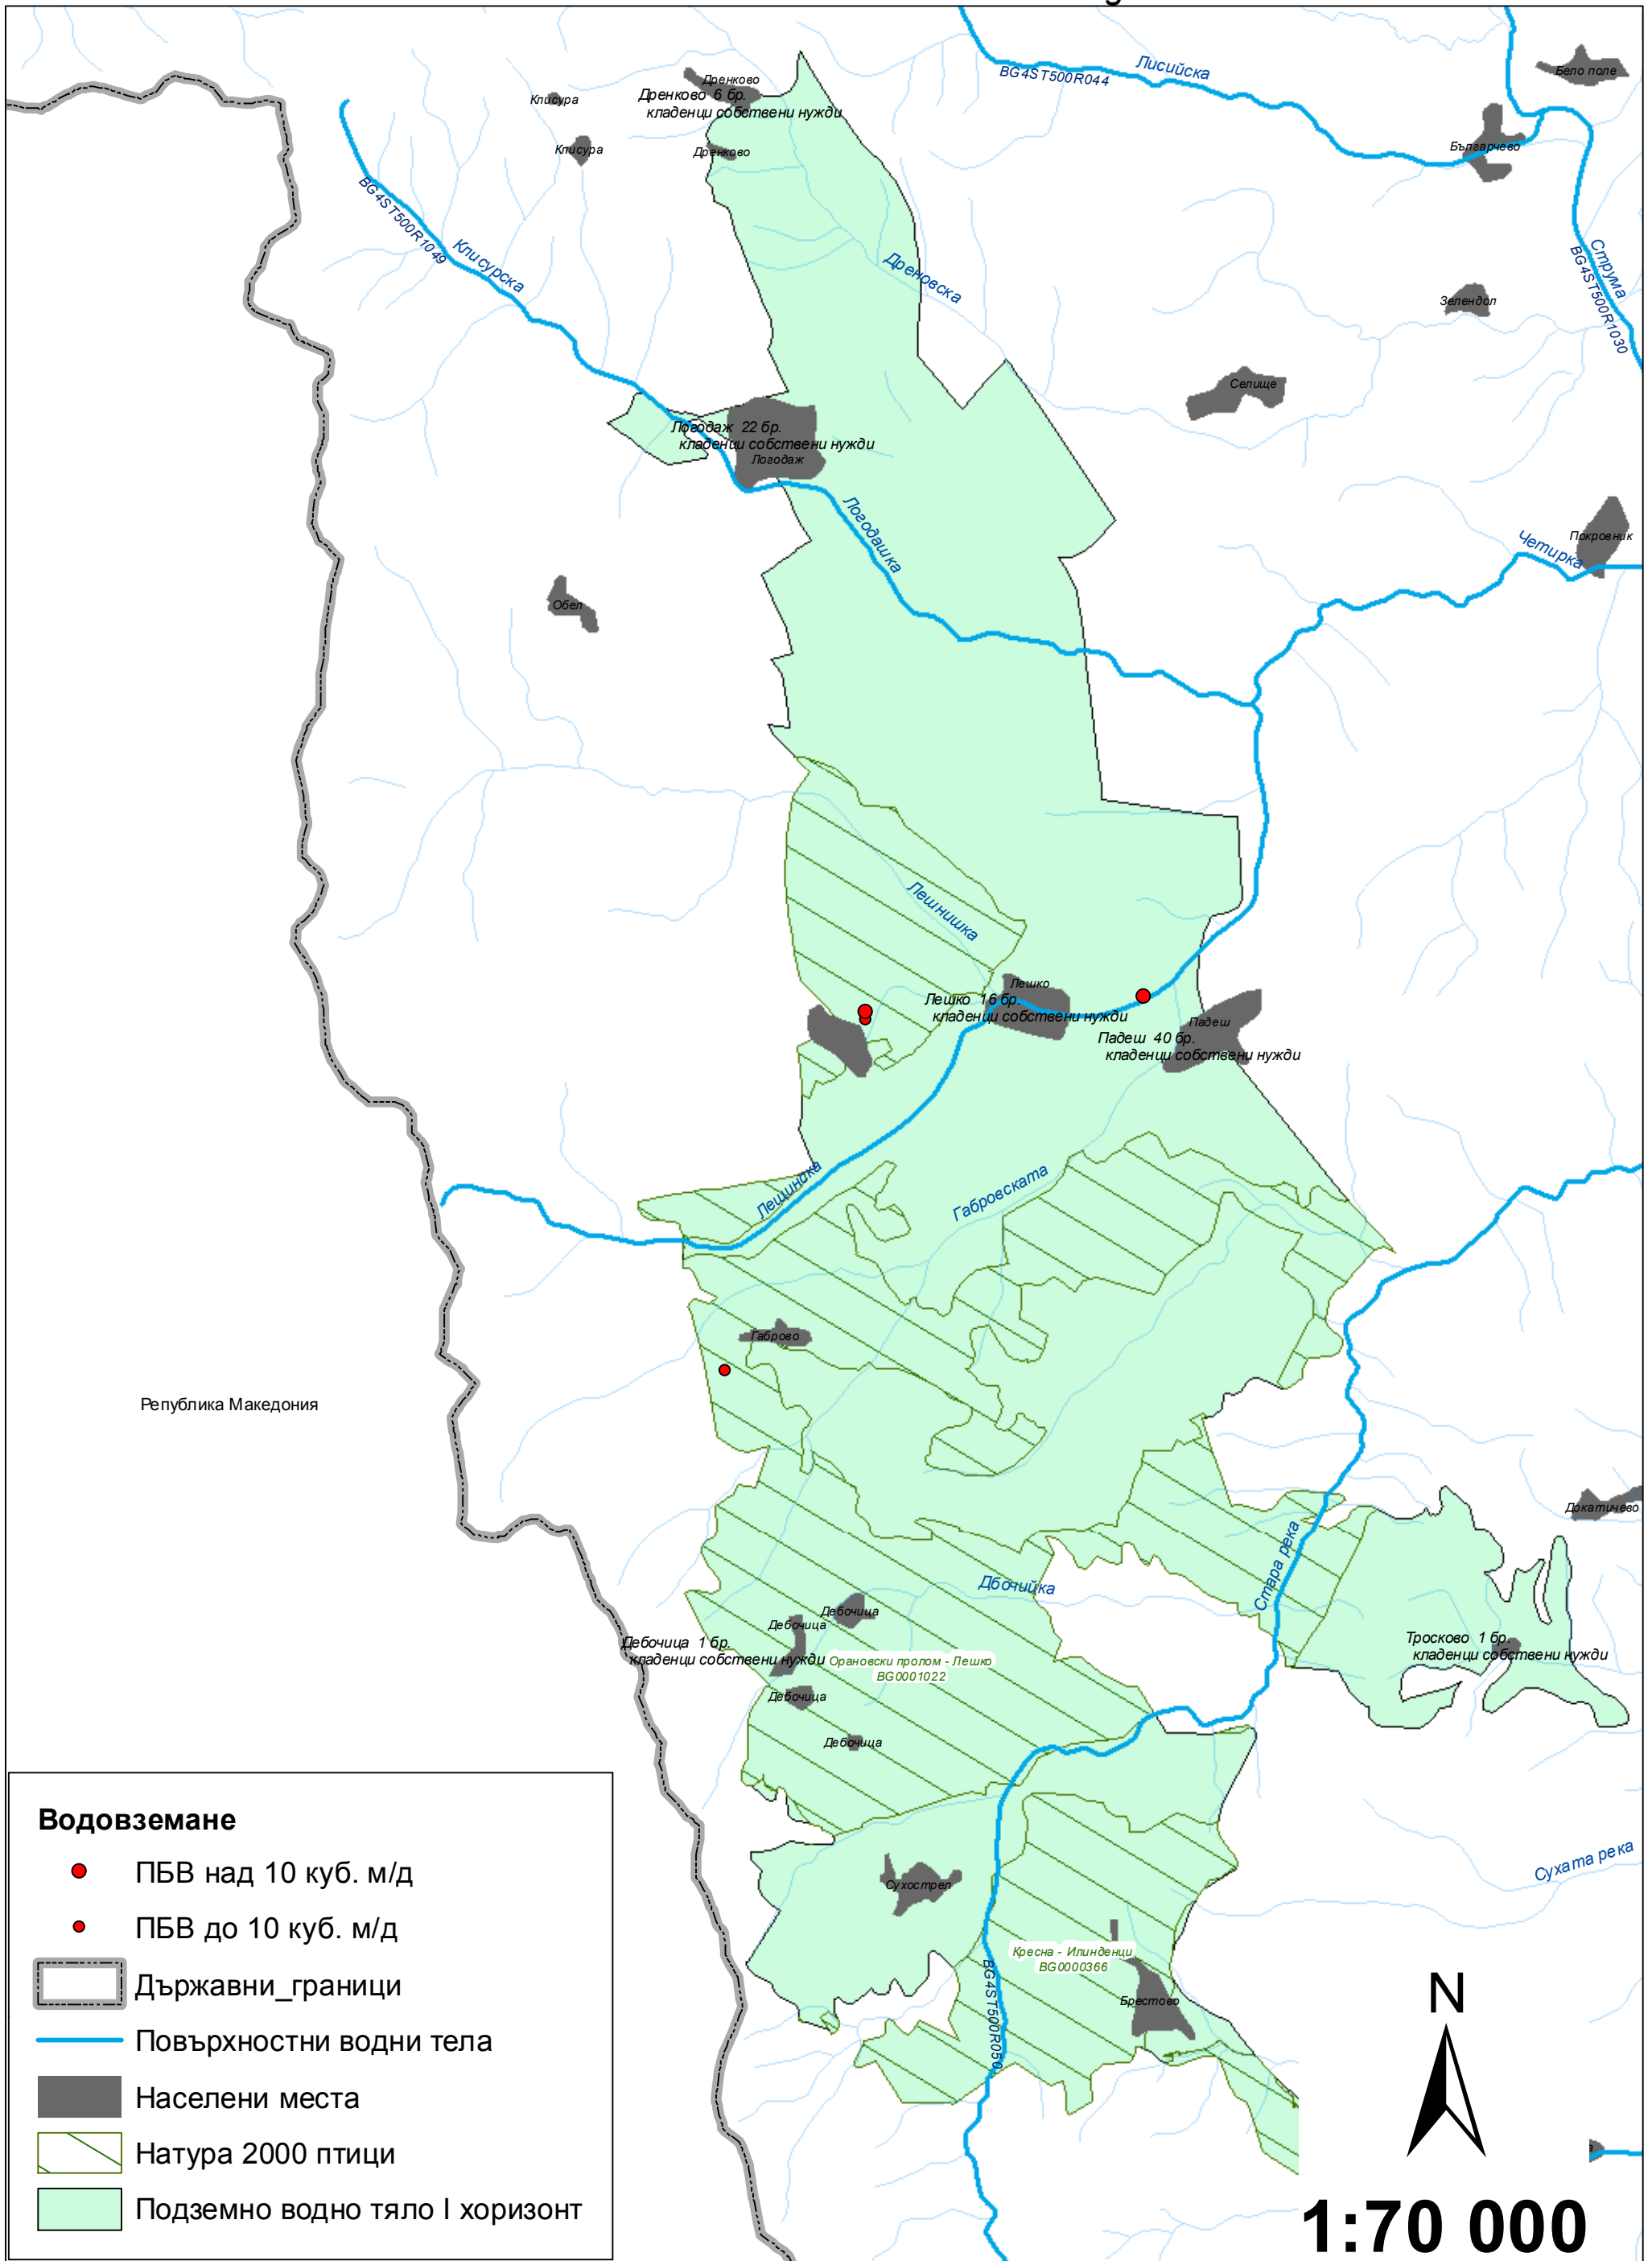 Лисийска
BG4ST500R044
Бело поле
Дренково
Дренково 6 бр.
кладенци собствени нужди
Клисура
Клисура
Дренково
Българчево
BG4ST500R1049
Клисурска
Дреновска
Струма
BG4ST500R1030
Зелендол
Селище
Логодаж 22 бр.
кладенци собствени нужди
Логодаж
Логодашка
Четирка
Покровник
Обел
Лешнишка
Лешко
Лешко 16 бр.
кладенци собствени нужди
Падеш
Падеш 40 бр.
кладенци собствени нужди
Лещинска
Габровската
Габрово
Република Македония
Докатичево
Стара река
Дбочийка
Дебочица
Дебочица
Дебочица 1 бр.
кладенци собствени нужди
Орановски пролом - Лешко
BG0001022
Тросково 1 бр.
кладенци собствени нужди
Дебочица
Дебочица
Сухата река
Сухострел
Кресна - Илинденци
BG0000366
BG4ST500R050
Брестово
Водовземане
ПБВ над 10 куб. м/д
ПБВ до 10 куб. м/д
Държавни_граници
Повърхностни водни тела
Населени места
Натура 2000 птици
Подземно водно тяло I хоризонт
N
1:70 000